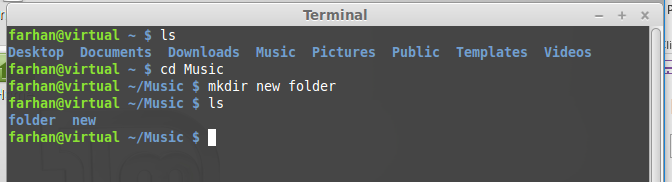 Terminal
farhan@virtual ~ $ ls
Desktop  Documents  Downloads  Music  Pictures  Public  Templates  Videos
farhan@virtual ~ $ cd Music
farhan@virtual ~/Music $ mkdir new folder
farhan@virtual ~/Music $ ls
folder  new
farhan@virtual ~/Music $